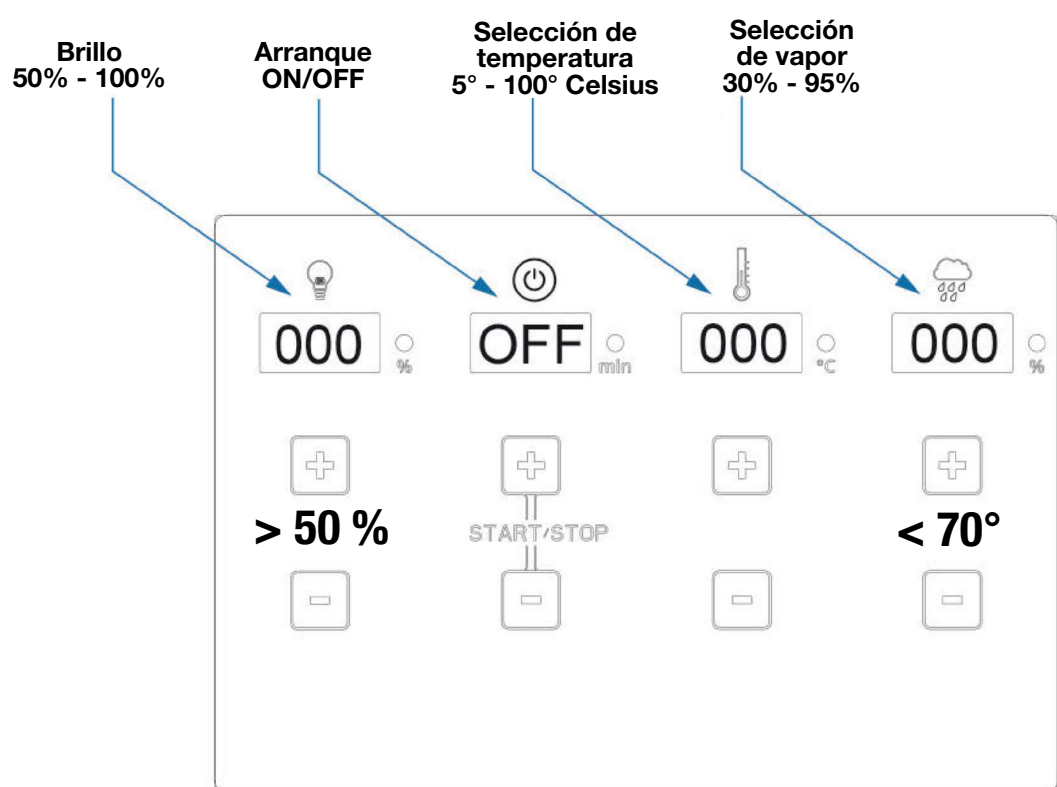 Brillo
50% - 100%
Arranque
ON/OFF
Selección de
temperatura
5° - 100° Celsius
Selección
de vapor
30% - 95%
000
%
OFF
min
000
°C
000
%
> 50 %
START/STOP
< 70°